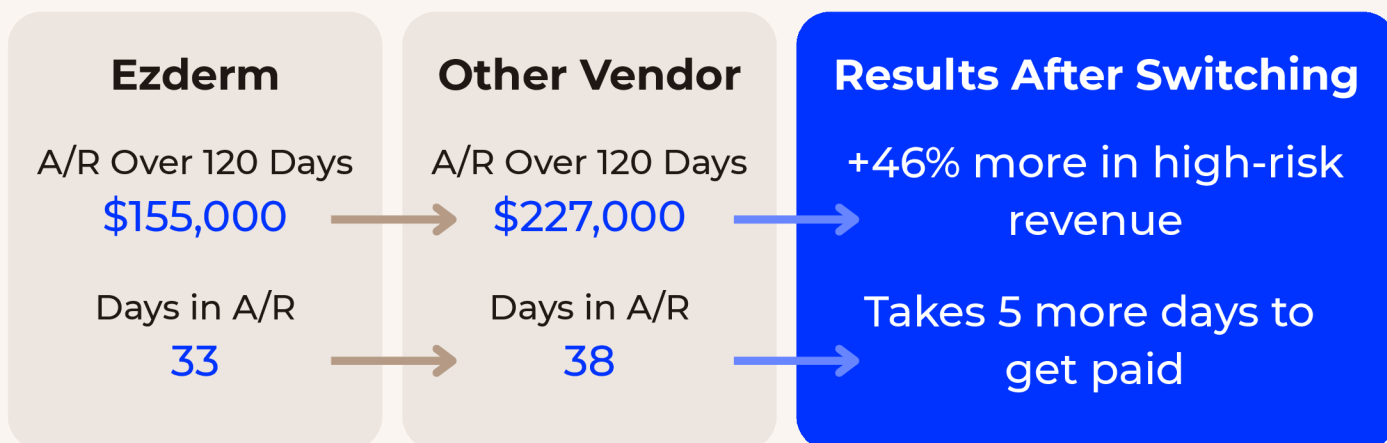 Ezderm
A/R Over 120 Days
$155,000
Days in A/R
33
Other Vendor
A/R Over 120 Days
$227,000
Days in A/R
38
Results After Switching
+46% more in high-risk
revenue
Takes 5 more days to
get paid